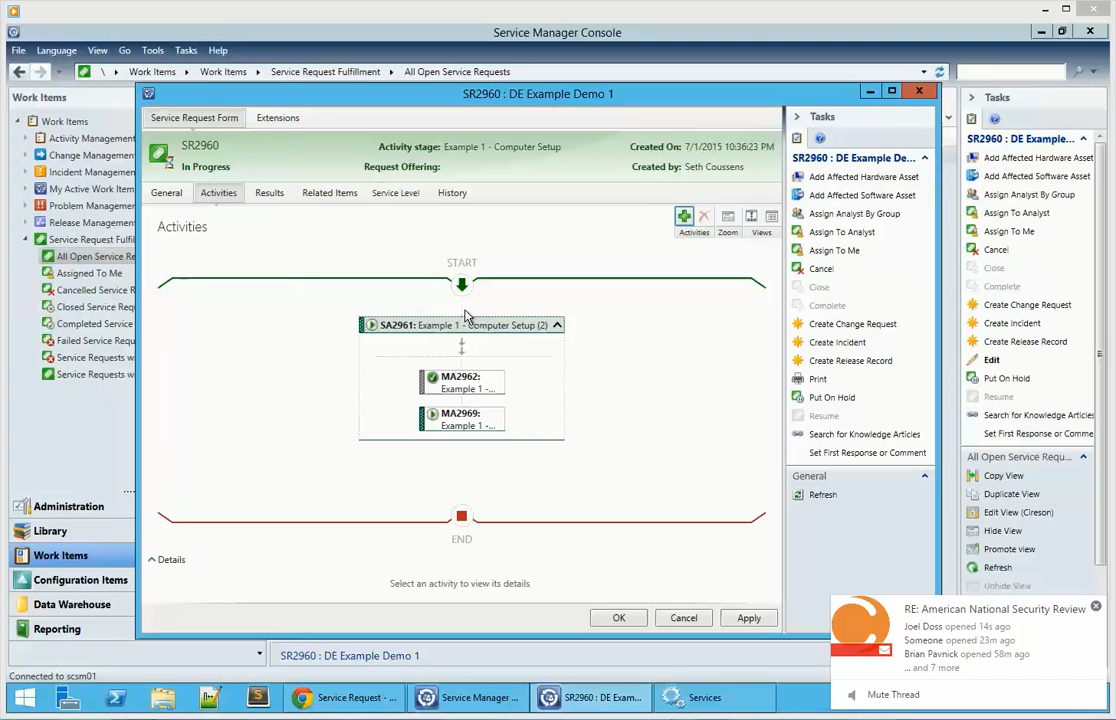 Service Manager Console
File Language View Go Tools Tasks Help
\ Work Items Service Request Fulfillment All Open Service Requests
Work Items
Work Items
Activity Management
Change Management
Incident Management
My Active Work Item
Problem Management
Release Management
Service Request Fulfil
All Open Service Re
Assigned To Me
Cancelled Service R
Closed Service Req
Completed Service
Failed Service Requ
Service Requests w
Service Requests wi
Administration
Library
Work Items
Configuration Items
Data Warehouse
Reporting
Connected to scsm01
SR2960 : DE Example Demo 1
Service Request Form Extensions
SR2960
In Progress
Activity stage: Example 1 - Computer Setup
Request Offering:
Created On: 7/1/2015 10:36:23 PM
Created by: Seth Coussens
General Activities Results Related Items Service Level History
Activities
Activities Zoom Views
START
SA2961: Example 1 - Computer Setup (2)
MA2962:
Example 1 -...
MA2969:
Example 1 -...
END
Details
Select an activity to view its details
OK Cancel Apply
Tasks
SR2960 : DE Example De...
Add Affected Hardware Asset
Add Affected Software Asset
Assign Analyst By Group
Assign To Analyst
Assign To Me
Cancel
Close
Complete
Create Change Request
Create Incident
Create Release Record
Print
Put On Hold
Resume
Search for Knowledge Articles
Set First Response or Comment
General
Refresh
Tasks
SR2960 : DE Example...
Add Affected Hardware Asset
Add Affected Software Asset
Assign Analyst By Group
Assign To Analyst
Assign To Me
Cancel
Close
Complete
Create Change Request
Create Incident
Create Release Record
Edit
Put On Hold
Resume
Search for Knowledge Articles
Set First Response or Comme
All Open Service Requ...
Copy View
Duplicate View
Edit View (Cireson)
Hide View
Promote view
Refresh
Unhide View
RE: American National Security Review
Joel Doss opened 14s ago
Someone opened 23m ago
Brian Pavnick opened 58m ago
... and 7 more
Mute Thread
SR2960 : DE Example Demo 1
Service Request - ... Service Manager ... SR2960 : DE Exam... Services